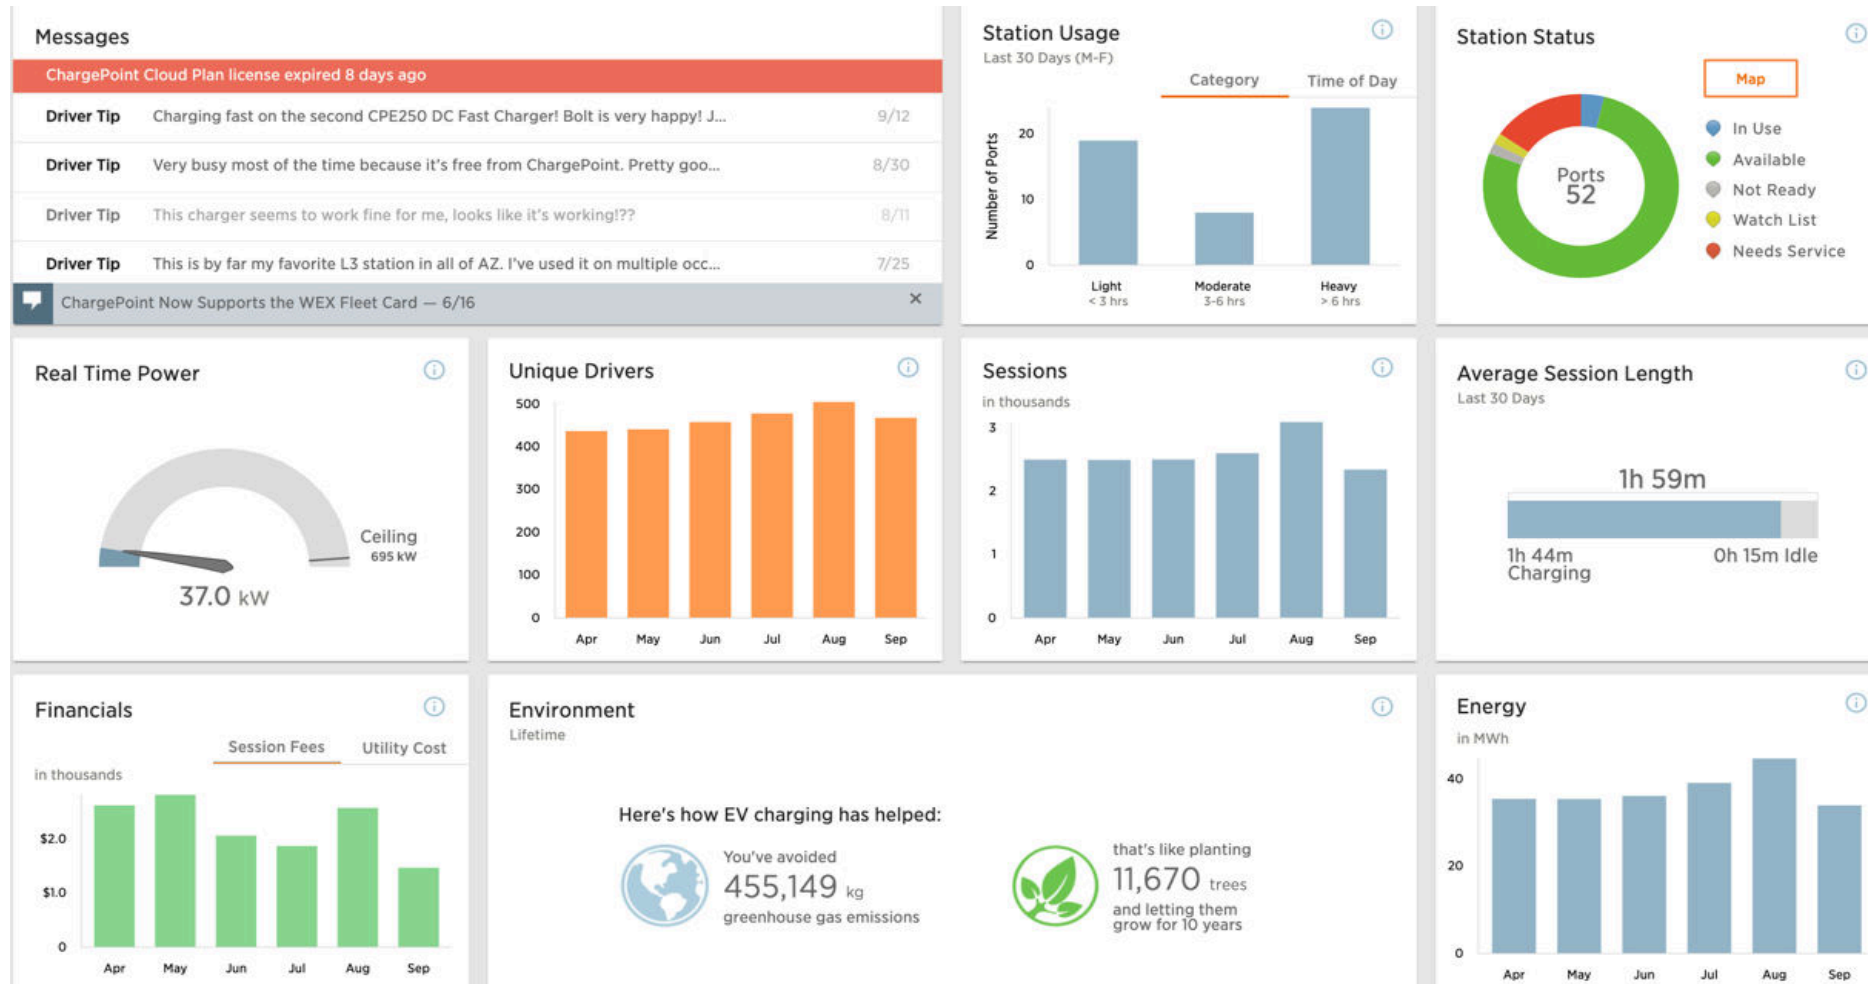 Messages
ChargePoint Cloud Plan license expired 8 days ago
Driver Tip Charging fast on the second CPE250 DC Fast Charger! Bolt is very happy! J... 9/12
Driver Tip Very busy most of the time because it's free from ChargePoint. Pretty goo... 8/30
Driver Tip This charger seems to work fine for me, looks like it's working!?? 8/11
Driver Tip This is by far my favorite L3 station in all of AZ. I've used it on multiple occ... 7/25
ChargePoint Now Supports the WEX Fleet Card — 6/16 ×
Station Usage
Last 30 Days (M-F)
Category Time of Day
Number of Ports
20
10
0
Light Moderate Heavy
< 3 hrs 3-6 hrs > 6 hrs
Station Status
Map
Ports
52
In Use
Available
Not Ready
Watch List
Needs Service
Real Time Power
Ceiling
695 kW
37.0 kW
Unique Drivers
500
400
300
200
100
0
Apr May Jun Jul Aug Sep
Sessions
in thousands
3
2
1
0
Apr May Jun Jul Aug Sep
Average Session Length
Last 30 Days
1h 59m
1h 44m 0h 15m Idle
Charging
Financials
Session Fees Utility Cost
in thousands
$2.0
$1.0
0
Apr May Jun Jul Aug Sep
Environment
Lifetime
Here's how EV charging has helped:
You've avoided
455,149 kg
greenhouse gas emissions
that's like planting
11,670 trees
and letting them
grow for 10 years
Energy
in MWh
40
20
0
Apr May Jun Jul Aug Sep